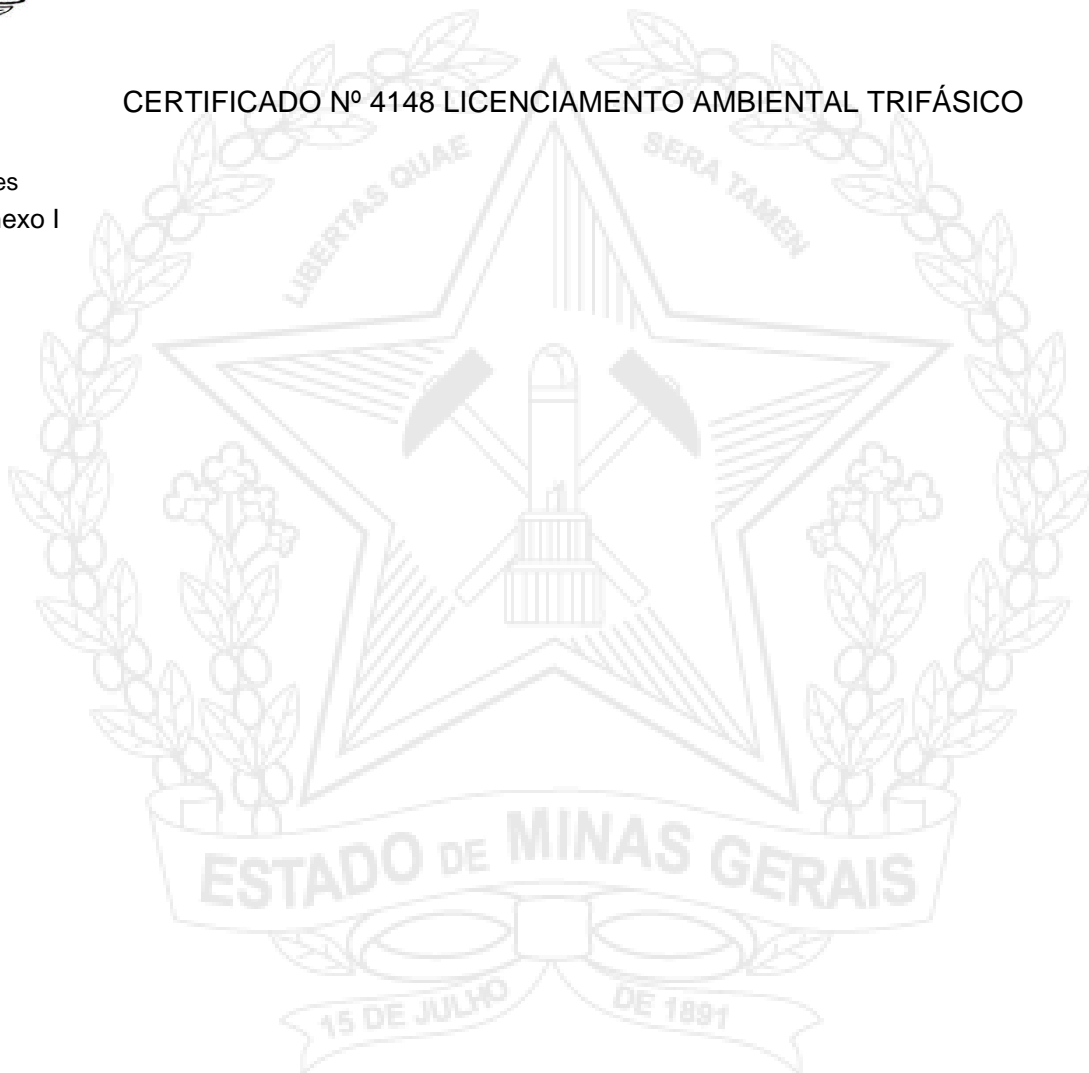 CERTIFICADO Nº 4148 LICENCIAMENTO AMBIENTAL TRIFÁSICO
LIBERTAS QUAE SERA TAMEN
es
nexo I
ESTADO DE MINAS GERAIS
15 DE JULHO DE 1891